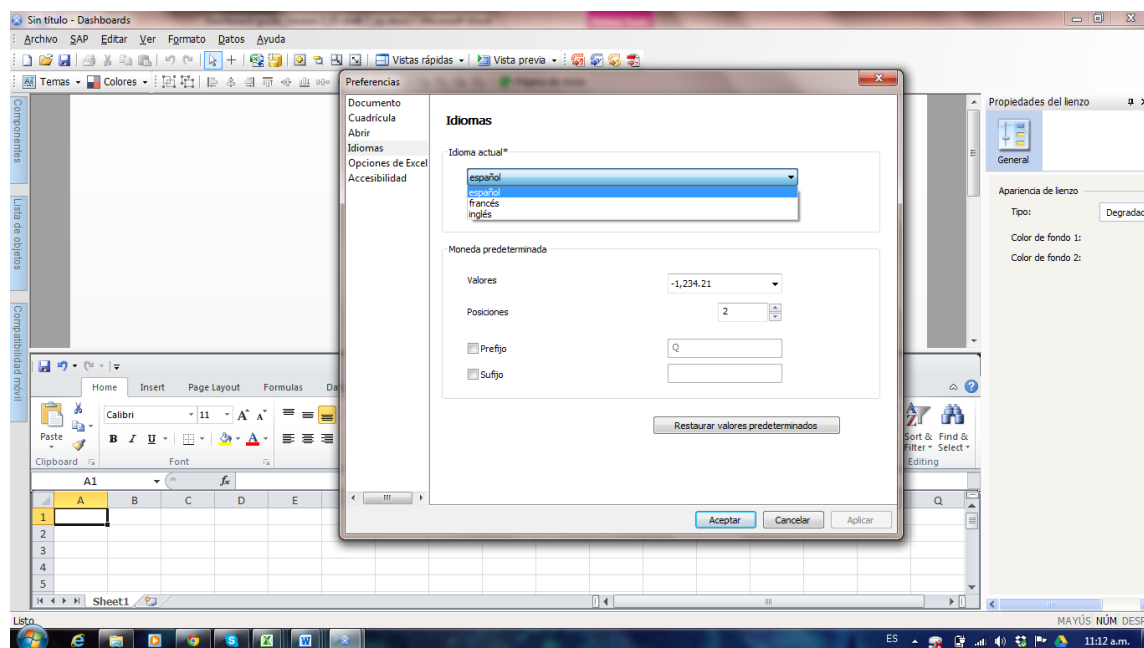 Sin título - Dashboards
Archivo SAP Editar Ver Formato Datos Ayuda
Vistas rápidas Vista previa
Temas Colores
Componentes
Lista de objetos
Compatibilidad móvil
Preferencias
Documento
Cuadrícula
Abrir
Idiomas
Opciones de Excel
Accesibilidad
Idiomas
Idioma actual*
español
español
francés
inglés
Moneda predeterminada
Valores -1,234.21
Posiciones 2
Prefijo Q
Sufijo
Restaurar valores predeterminados
Aceptar Cancelar Aplicar
Propiedades del lienzo
General
Apariencia de lienzo
Tipo: Degradac
Color de fondo 1:
Color de fondo 2:
Home Insert Page Layout Formulas Da
Calibri 11 A A
Paste B I U A
Clipboard Font
Sort & Find &
Filter Select
Editing
A1 fx
A B C D E Q
1
2
3
4
5
Sheet1
Listo
MAYÚS NÚM DESP
ES 11:12 a.m.